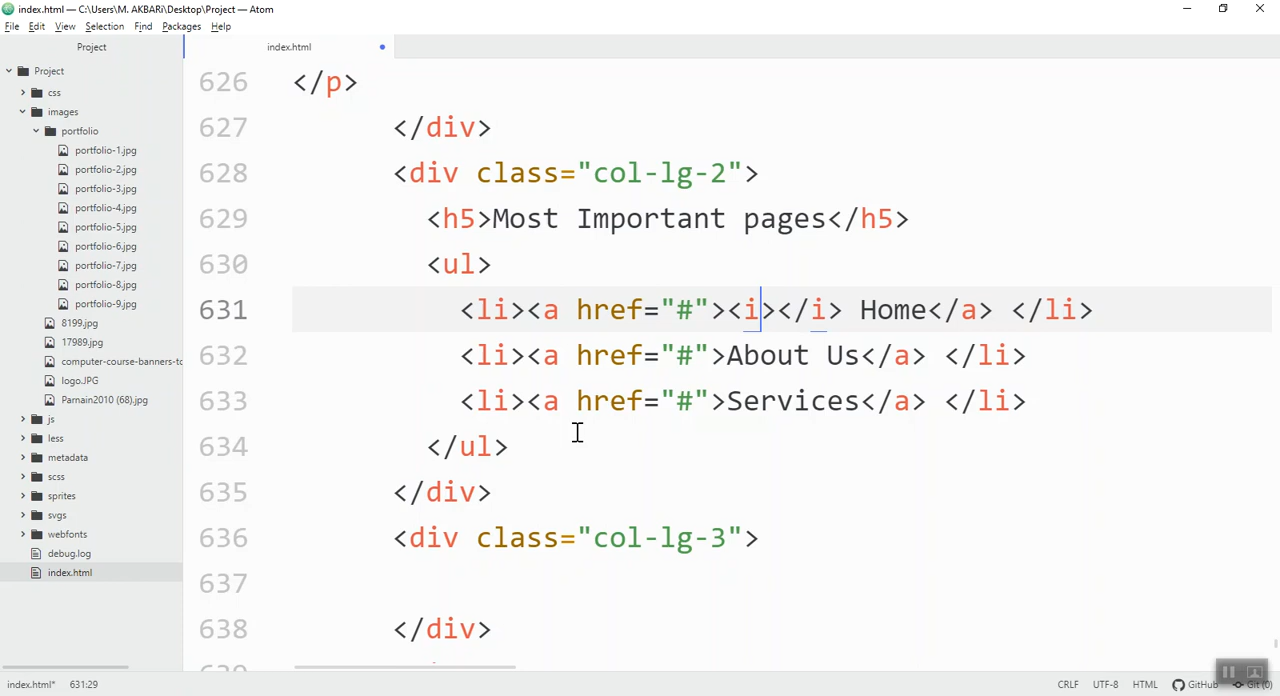 index.html — C:\Users\M. AKBARi\Desktop\Project — Atom
File Edit View Selection Find Packages Help
Project
index.html
Project
css
images
portfolio
portfolio-1.jpg
portfolio-2.jpg
portfolio-3.jpg
portfolio-4.jpg
portfolio-5.jpg
portfolio-6.jpg
portfolio-7.jpg
portfolio-8.jpg
portfolio-9.jpg
8199.jpg
17989.jpg
computer-course-banners-tc
logo.JPG
Parnain2010 (68).jpg
js
less
metadata
scss
sprites
svgs
webfonts
debug.log
index.html
626 </p>
627 </div>
628 <div class="col-lg-2">
629 <h5>Most Important pages</h5>
630 <ul>
631 <li><a href="#"><i></i> Home</a> </li>
632 <li><a href="#">About Us</a> </li>
633 <li><a href="#">Services</a> </li>
634 </ul>
635 </div>
636 <div class="col-lg-3">
637
638 </div>
index.html* 631:29 CRLF UTF-8 HTML GitHub Git (0)